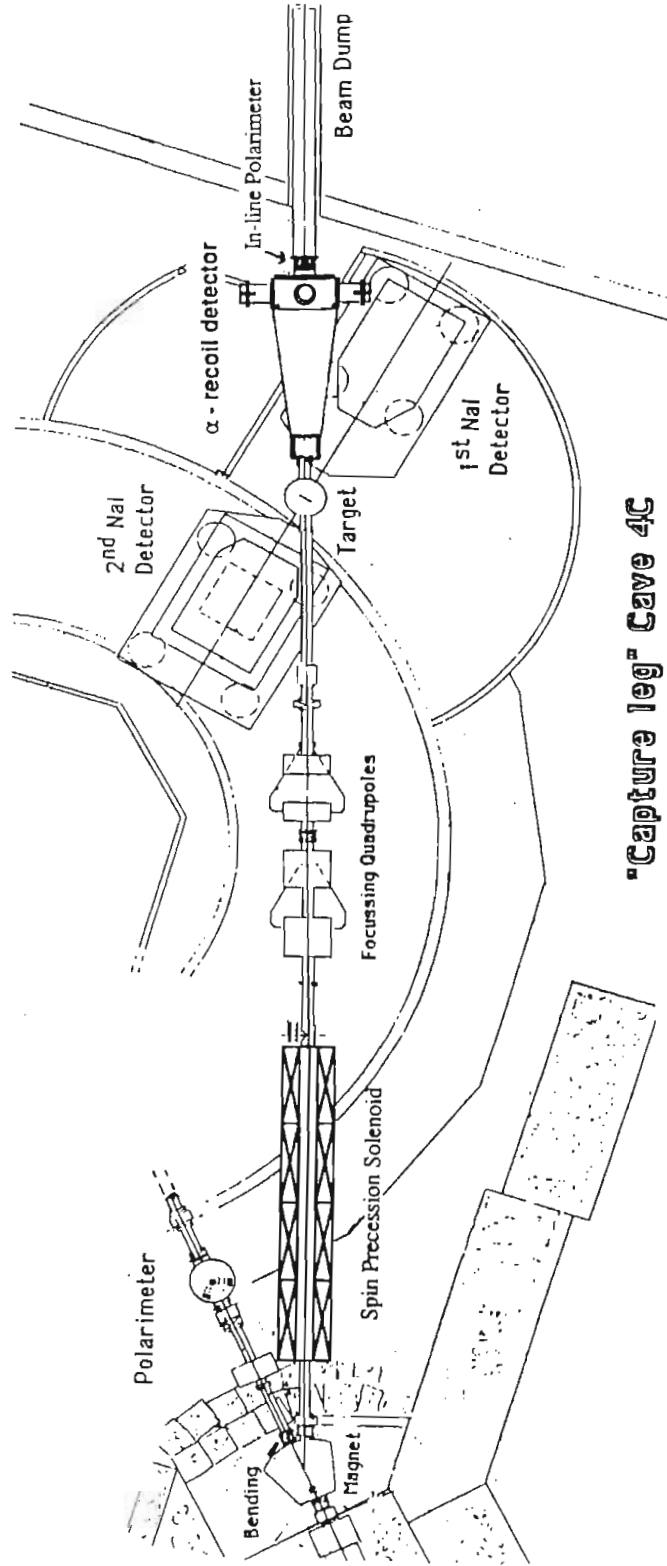 Polarimeter
Bending
Magnet
Spin Precession Solenoid
Focussing Quadrupoles
2nd NaI
Detector
Target
α - recoil detector
In-line Polarimeter
Beam Dump
1st NaI
Detector
"Capture leg" Cave 4C